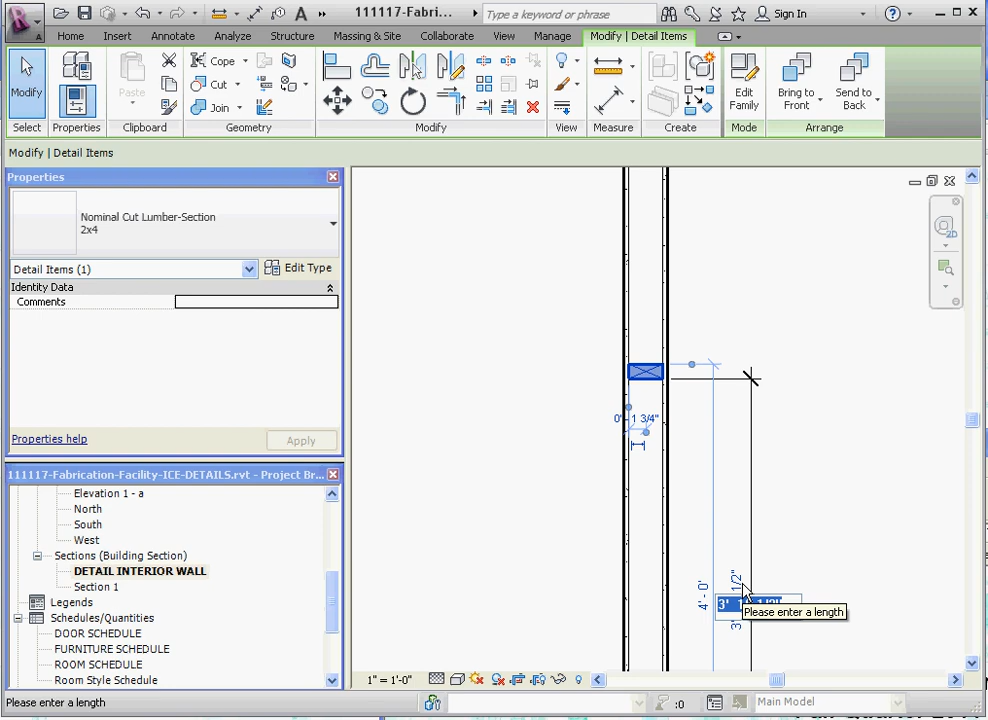 111117-Fabri...
Type a keyword or phrase
Sign In
Home Insert Annotate Analyze Structure Massing & Site Collaborate View Manage Modify | Detail Items
Modify
Paste
Cope
Cut
Join
Edit Family
Bring to Front
Send to Back
Select Properties Clipboard Geometry Modify View Measure Create Mode Arrange
Modify | Detail Items
Properties
Nominal Cut Lumber-Section
2x4
Detail Items (1)
Edit Type
Identity Data
Comments
Properties help
Apply
111117-Fabrication-Facility-ICE-DETAILS.rvt - Project Br...
Elevation 1 - a
North
South
West
Sections (Building Section)
DETAIL INTERIOR WALL
Section 1
Legends
Schedules/Quantities
DOOR SCHEDULE
FURNITURE SCHEDULE
ROOM SCHEDULE
Room Style Schedule
2D
0' 1 3/4"
4' - 0'
1/2"
Please enter a length
1" = 1'-0"
Please enter a length
:0
Main Model